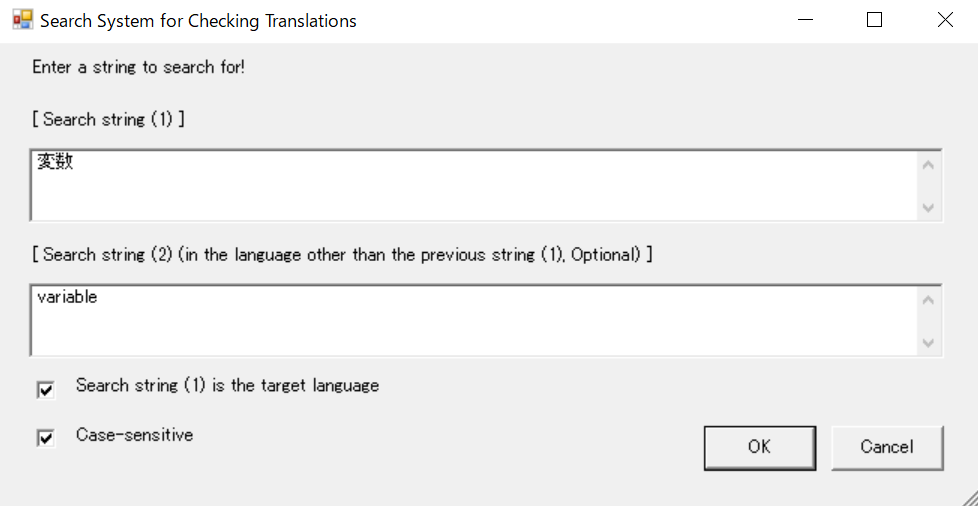 Search System for Checking Translations
Enter a string to search for!
[ Search string (1) ]
変数
[ Search string (2) (in the language other than the previous string (1), Optional) ]
variable
Search string (1) is the target language
Case-sensitive
OK
Cancel